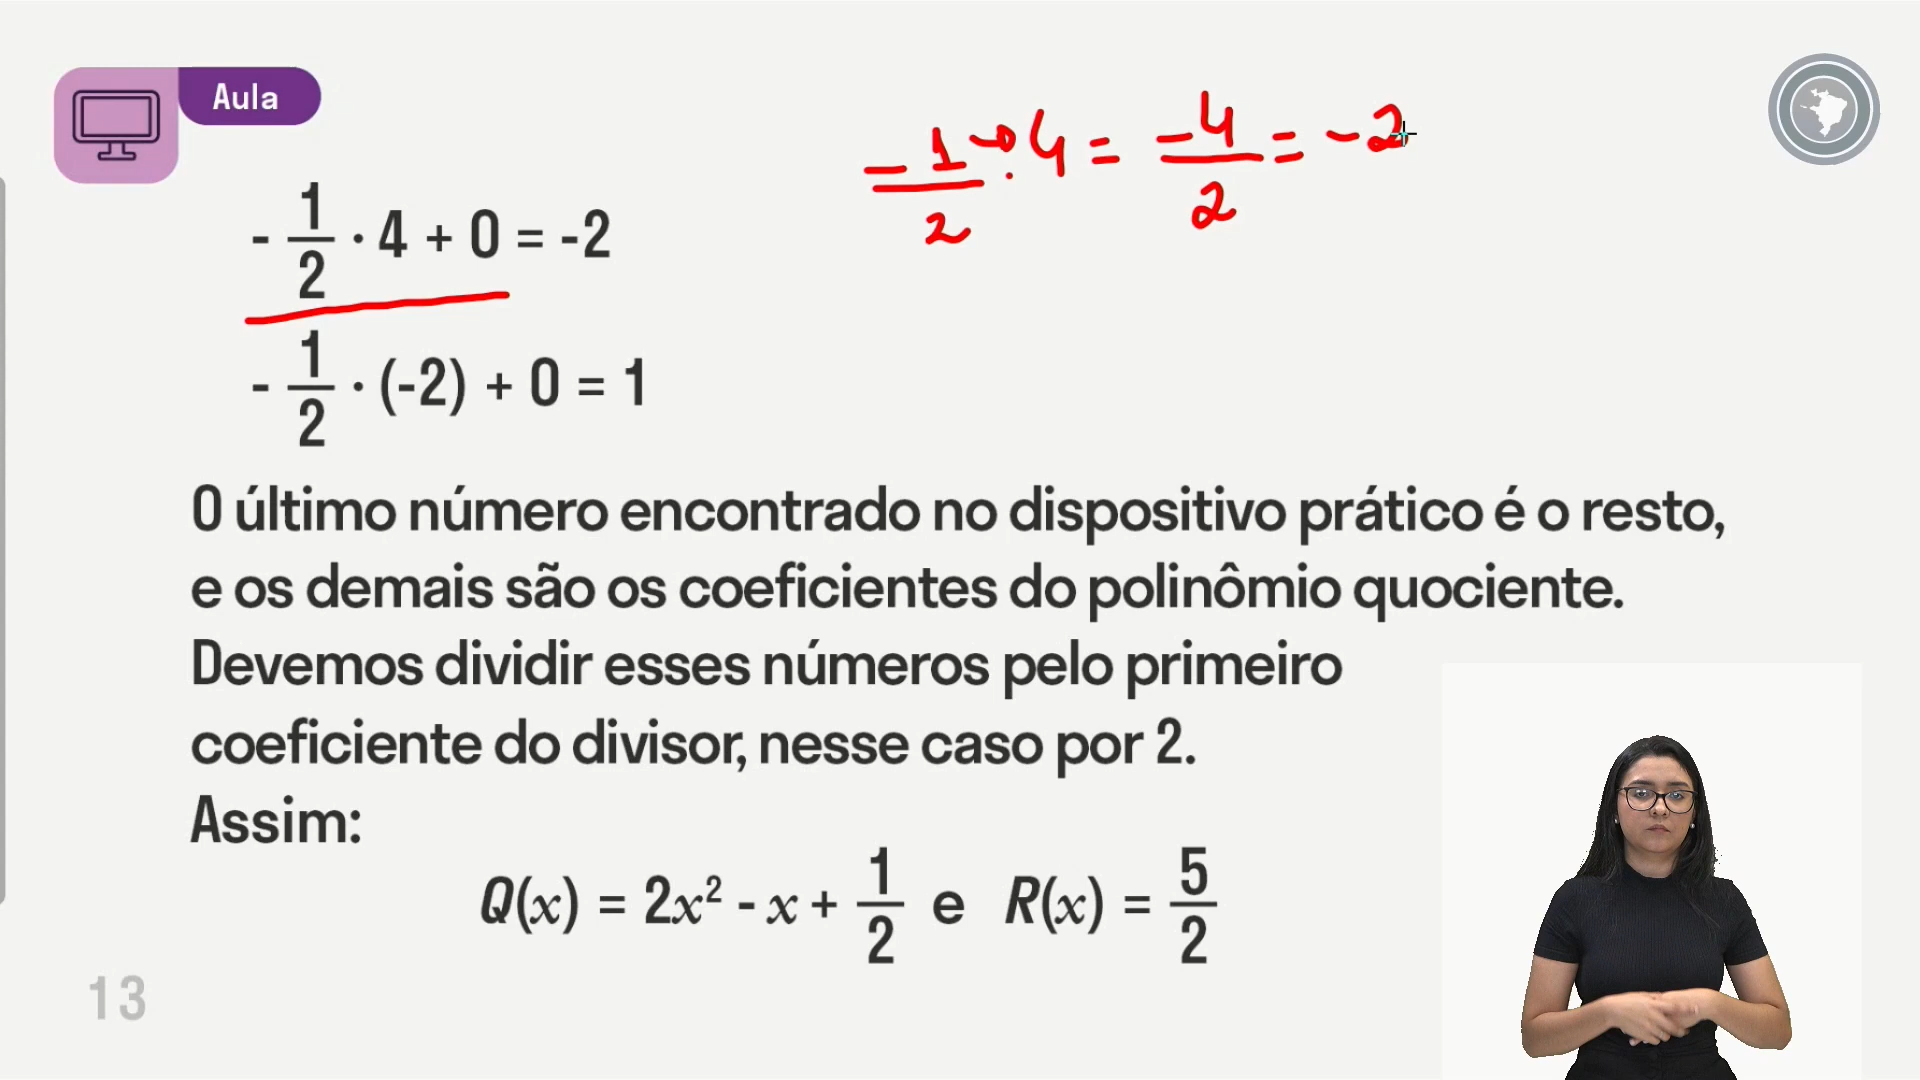 Aula
-1/2 · 4 = -4/2 = -2
- 1/2 · 4 + 0 = -2
- 1/2 · (-2) + 0 = 1
O último número encontrado no dispositivo prático é o resto,
e os demais são os coeficientes do polinômio quociente.
Devemos dividir esses números pelo primeiro
coeficiente do divisor, nesse caso por 2.
Assim:
Q(x) = 2x² - x + 1/2 e R(x) = 5/2
13